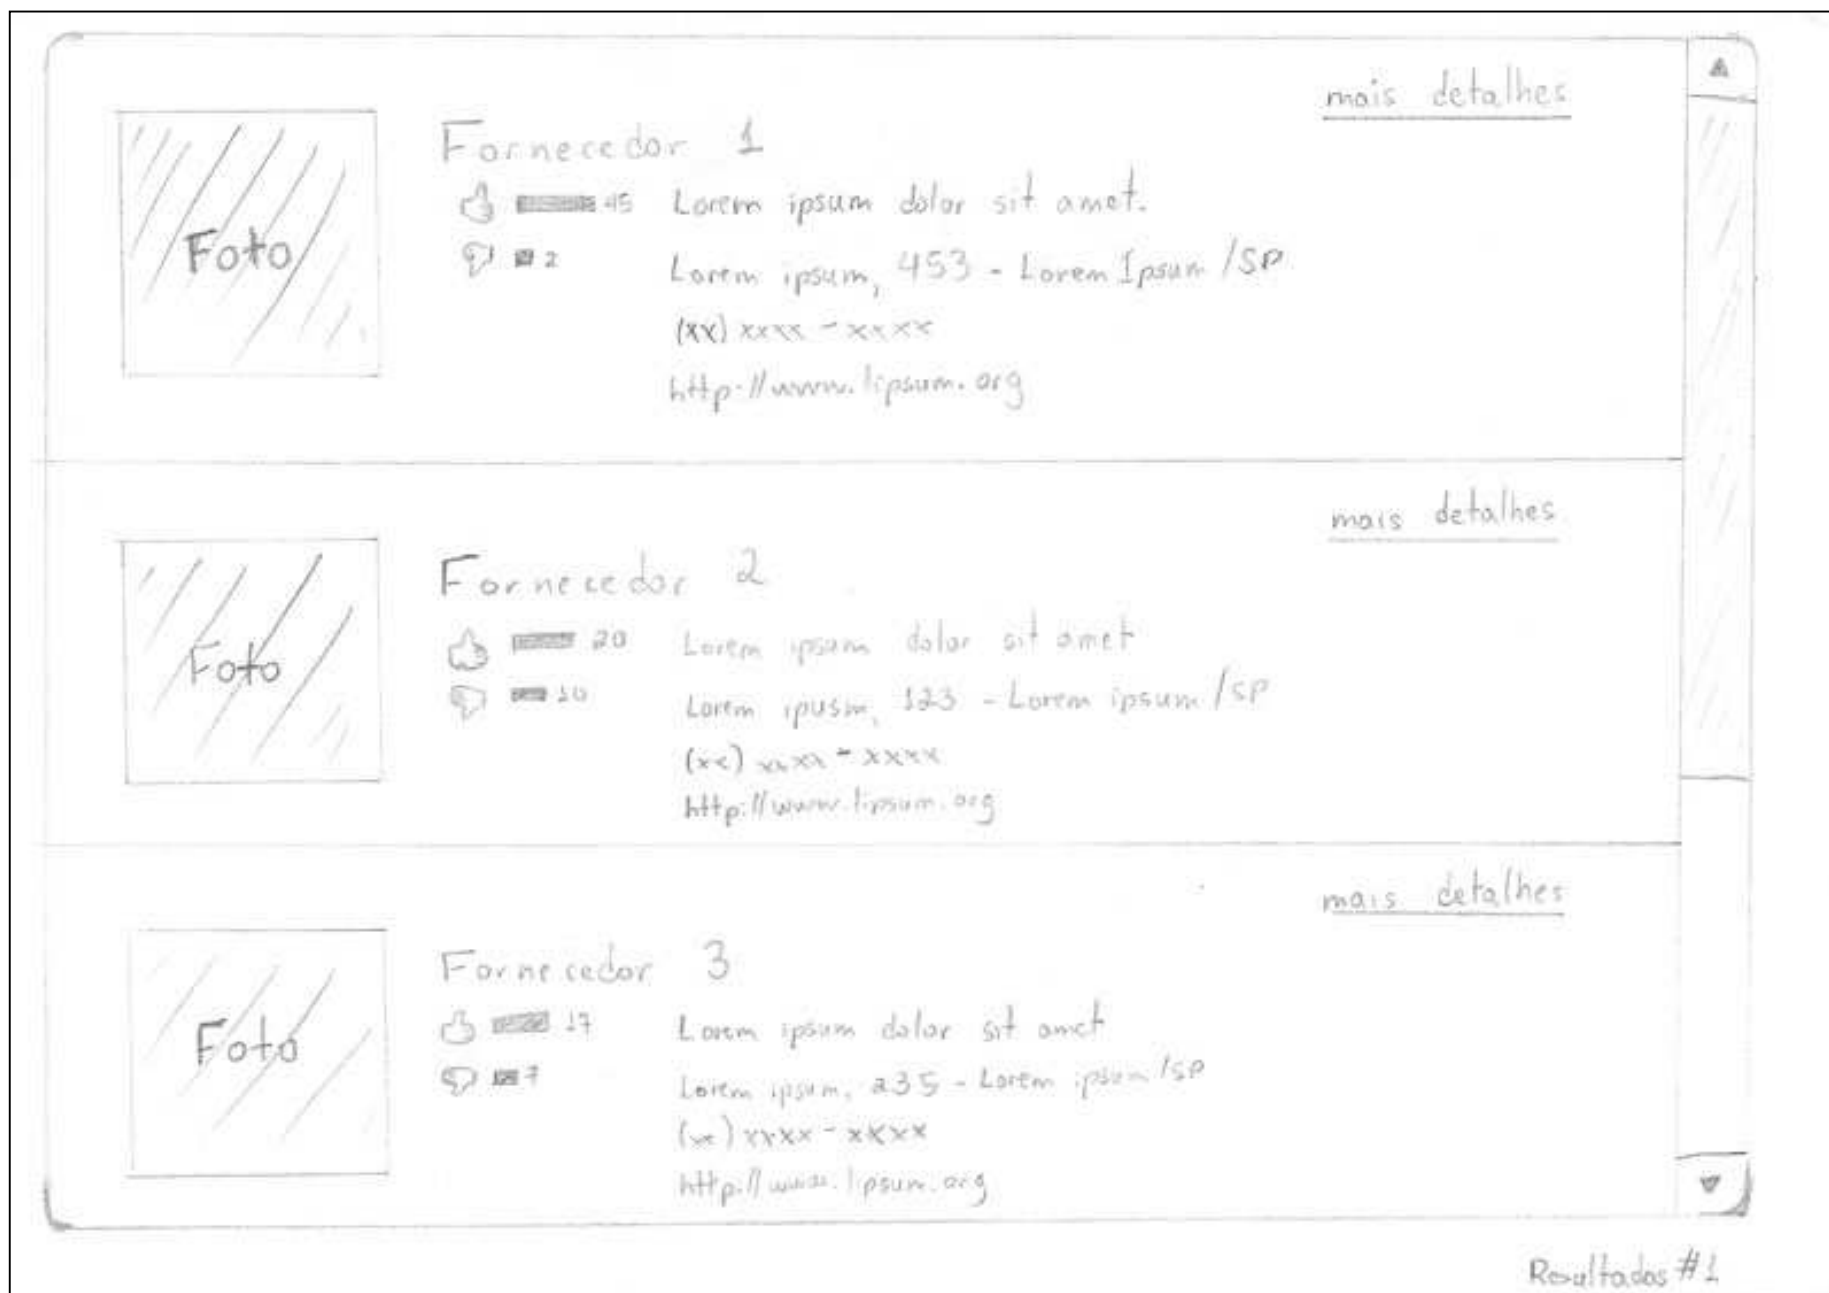 mais detalhes
Foto
Fornecedor 1
45 Lorem ipsum dolor sit amet.
2 Lorem ipsum, 453 - Lorem Ipsum /SP
(xx) xxxx - xxxx
http://www.lipsum.org
mais detalhes
Foto
Fornecedor 2
20 Lorem ipsum dolor sit amet
10 Lorem ipusm, 123 - Lorem ipsum /SP
(xx) xxxx - xxxx
http://www.lipsum.org
mais detalhes
Foto
Fornecedor 3
17 Lorem ipsum dolor sit amet
7 Lorem ipsum, 235 - Lorem ipsum /SP
(xx) xxxx - xxxx
http://www.lipsum.org
Resultados #1